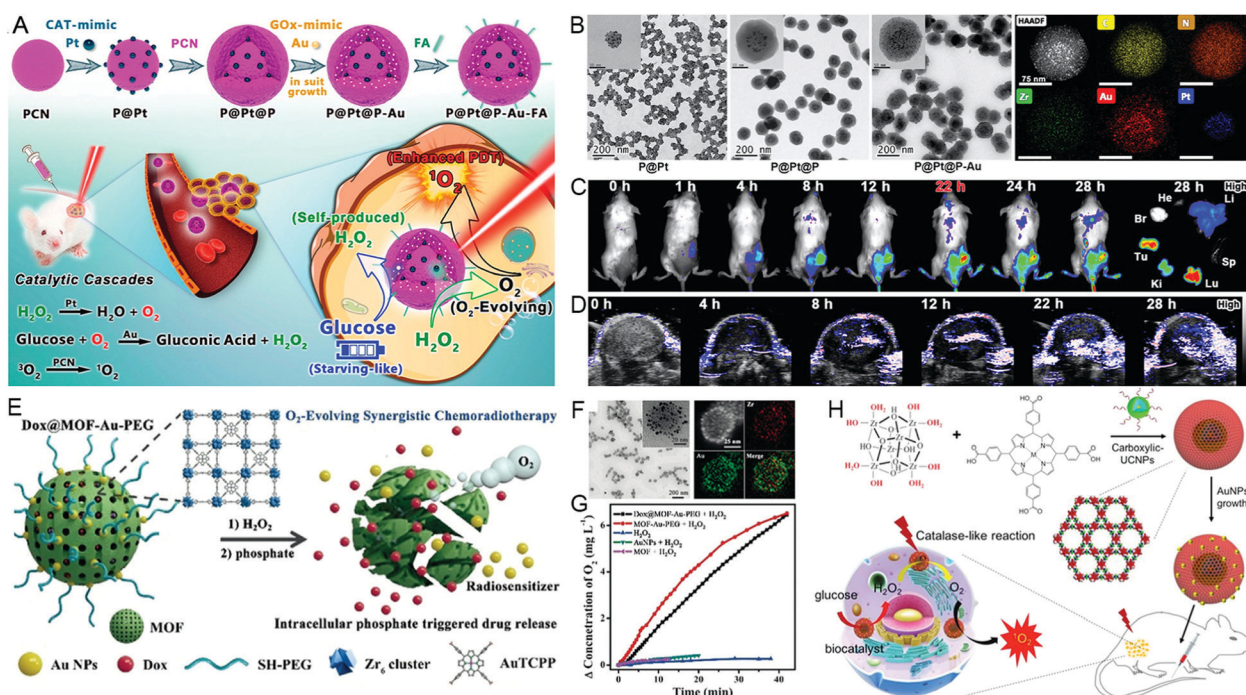 A
CAT-mimic
Pt
PCN
GOx-mimic
Au
FA
in suit
growth
PCN
P@Pt
P@Pt@P
P@Pt@P-Au
P@Pt@P-Au-FA
(Enhanced PDT)
¹O₂
(Self-produced)
H₂O₂
O₂
(O₂-Evolving)
Glucose
H₂O₂
(Starving-like)
Catalytic Cascades
H₂O₂ Pt H₂O + O₂
Glucose + O₂ Au Gluconic Acid + H₂O₂
³O₂ PCN ¹O₂
B
200 nm
200 nm
200 nm
P@Pt
P@Pt@P
P@Pt@P-Au
HAADF
C
N
75 nm
Zr
Au
Pt
C
0 h
1 h
4 h
8 h
12 h
22 h
24 h
28 h
28 h
High
He
Li
Br
Tu
Sp
Ki
Lu
D
0 h
4 h
8 h
12 h
22 h
28 h
High
E
Dox@MOF-Au-PEG
O₂-Evolving Synergistic Chemoradiotherapy
O₂
1) H₂O₂
2) phosphate
Radiosensitizer
Intracellular phosphate triggered drug release
MOF
Au NPs
Dox
SH-PEG
Zr₆ cluster
AuTCPP
F
20 nm
200 nm
25 nm
Zr
Au
Merge
G
Δ Concnetration of O₂ (mg L⁻¹)
6
4
2
0
Dox@MOF-Au-PEG + H₂O₂
MOF-Au-PEG + H₂O₂
H₂O₂
AuNPs + H₂O₂
MOF + H₂O₂
0
10
20
30
40
Time (min)
H
+
Carboxylic-
UCNPs
AuNPs
growth
Catalase-like reaction
H₂O₂
O₂
glucose
biocatalyst
¹O₂